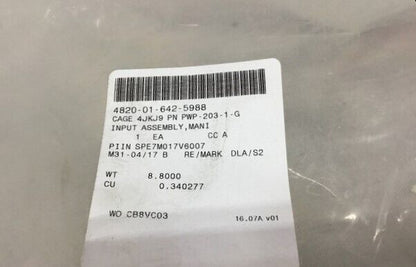 4820-01-642-5988
CAGE 4JKJ9 PN PWP-203-1-G
INPUT ASSEMBLY,MANI
1 EA CC A
PIIN SPE7M017V6007
M31-04/17 B RE/MARK DLA/S2
WT 8.8000
CU 0.340277
WO CB8VC03 16.07A v01